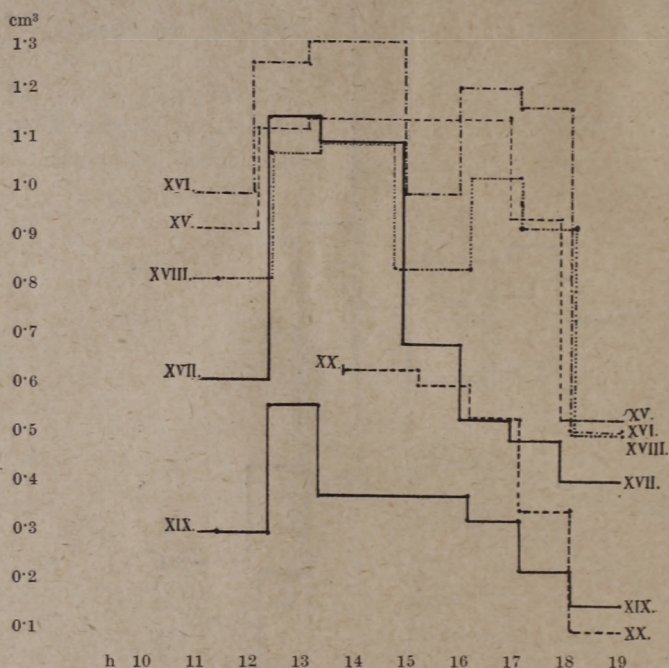 cm³
1·3
1·2
1·1
1·0
0·9
0·8
0·7
0·6
0·5
0·4
0·3
0·2
0·1
XVI.
XV.
XVIII.
XVII.
XX.
XIX.
XV.
XVI.
XVIII.
XVII.
XIX.
XX.
h 10 11 12 13 14 15 16 17 18 19